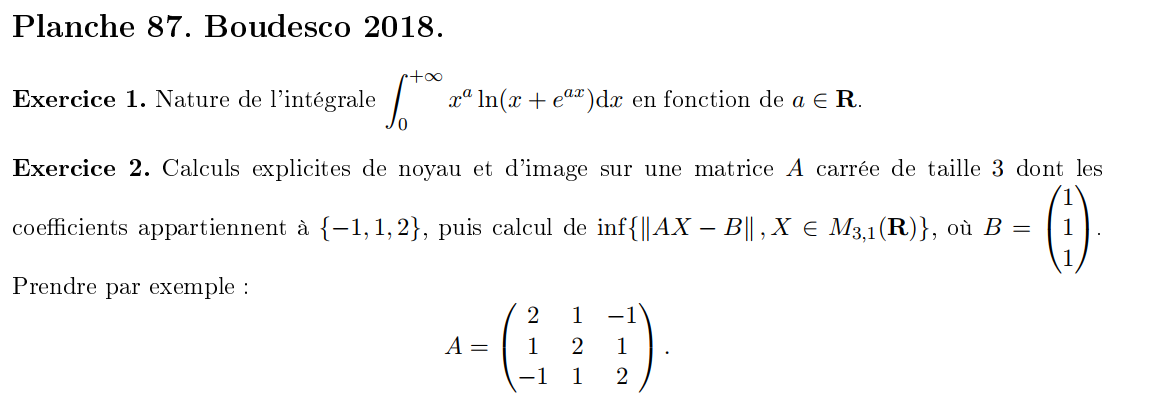 Planche 87. Boudesco 2018.
Exercice 1. Nature de l'intégrale $\int_0^{+\infty} x^a \ln(x + e^{ax})\mathrm{d}x$ en fonction de $a \in \mathbf{R}$.
Exercice 2. Calculs explicites de noyau et d'image sur une matrice $A$ carrée de taille 3 dont les
coefficients appartiennent à $\{-1, 1, 2\}$, puis calcul de $\inf\{\|AX - B\|, X \in M_{3,1}(\mathbf{R})\}$, où $B = \begin{pmatrix} 1 \\ 1 \\ 1 \end{pmatrix}$.
Prendre par exemple :
$A = \begin{pmatrix} 2 & 1 & -1 \\ 1 & 2 & 1 \\ -1 & 1 & 2 \end{pmatrix}$.